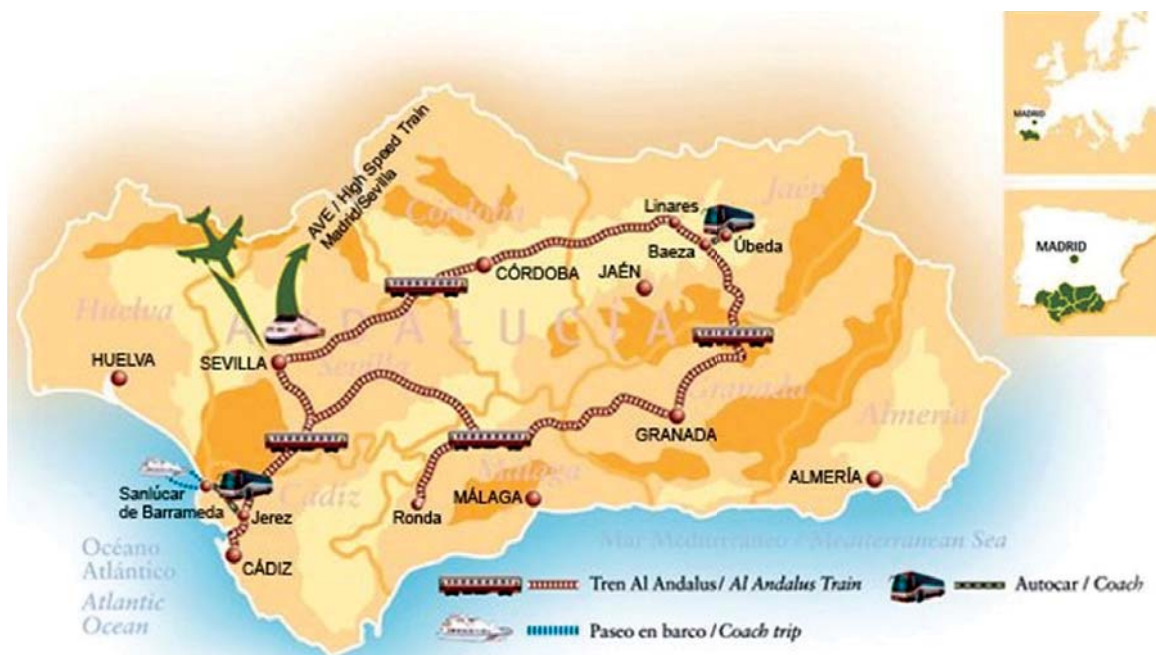 MADRID
MADRID
AVE / High Speed Train
Madrid/Sevilla
Córdoba
Jaén
Linares
Baeza
Úbeda
CÓRDOBA
JAÉN
Huelva
ANDALUCÍA
HUELVA
SEVILLA
Sevilla
Granada
Almería
GRANADA
Málaga
Cádiz
ALMERÍA
MÁLAGA
Sanlúcar
de Barrameda
Jerez
Ronda
CÁDIZ
Océano
Atlántico
Atlantic
Ocean
Mar Mediterráneo / Mediterranean Sea
Tren Al Andalus / Al Andalus Train
Autocar / Coach
Paseo en barco / Coach trip